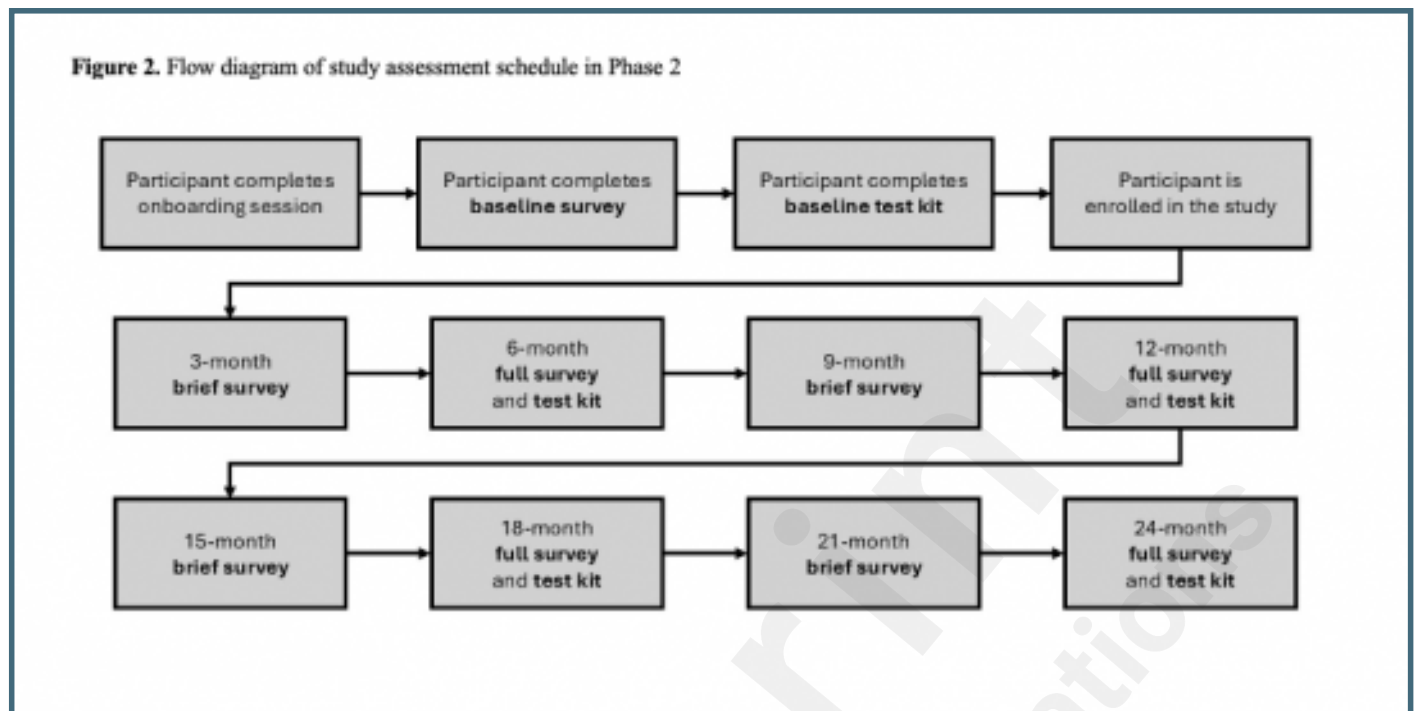 Figure 2. Flow diagram of study assessment schedule in Phase 2
Participant completes
onboarding session
Participant completes
baseline survey
Participant completes
baseline test kit
Participant is
enrolled in the study
3-month
brief survey
6-month
full survey
and test kit
9-month
brief survey
12-month
full survey
and test kit
15-month
brief survey
18-month
full survey
and test kit
21-month
brief survey
24-month
full survey
and test kit